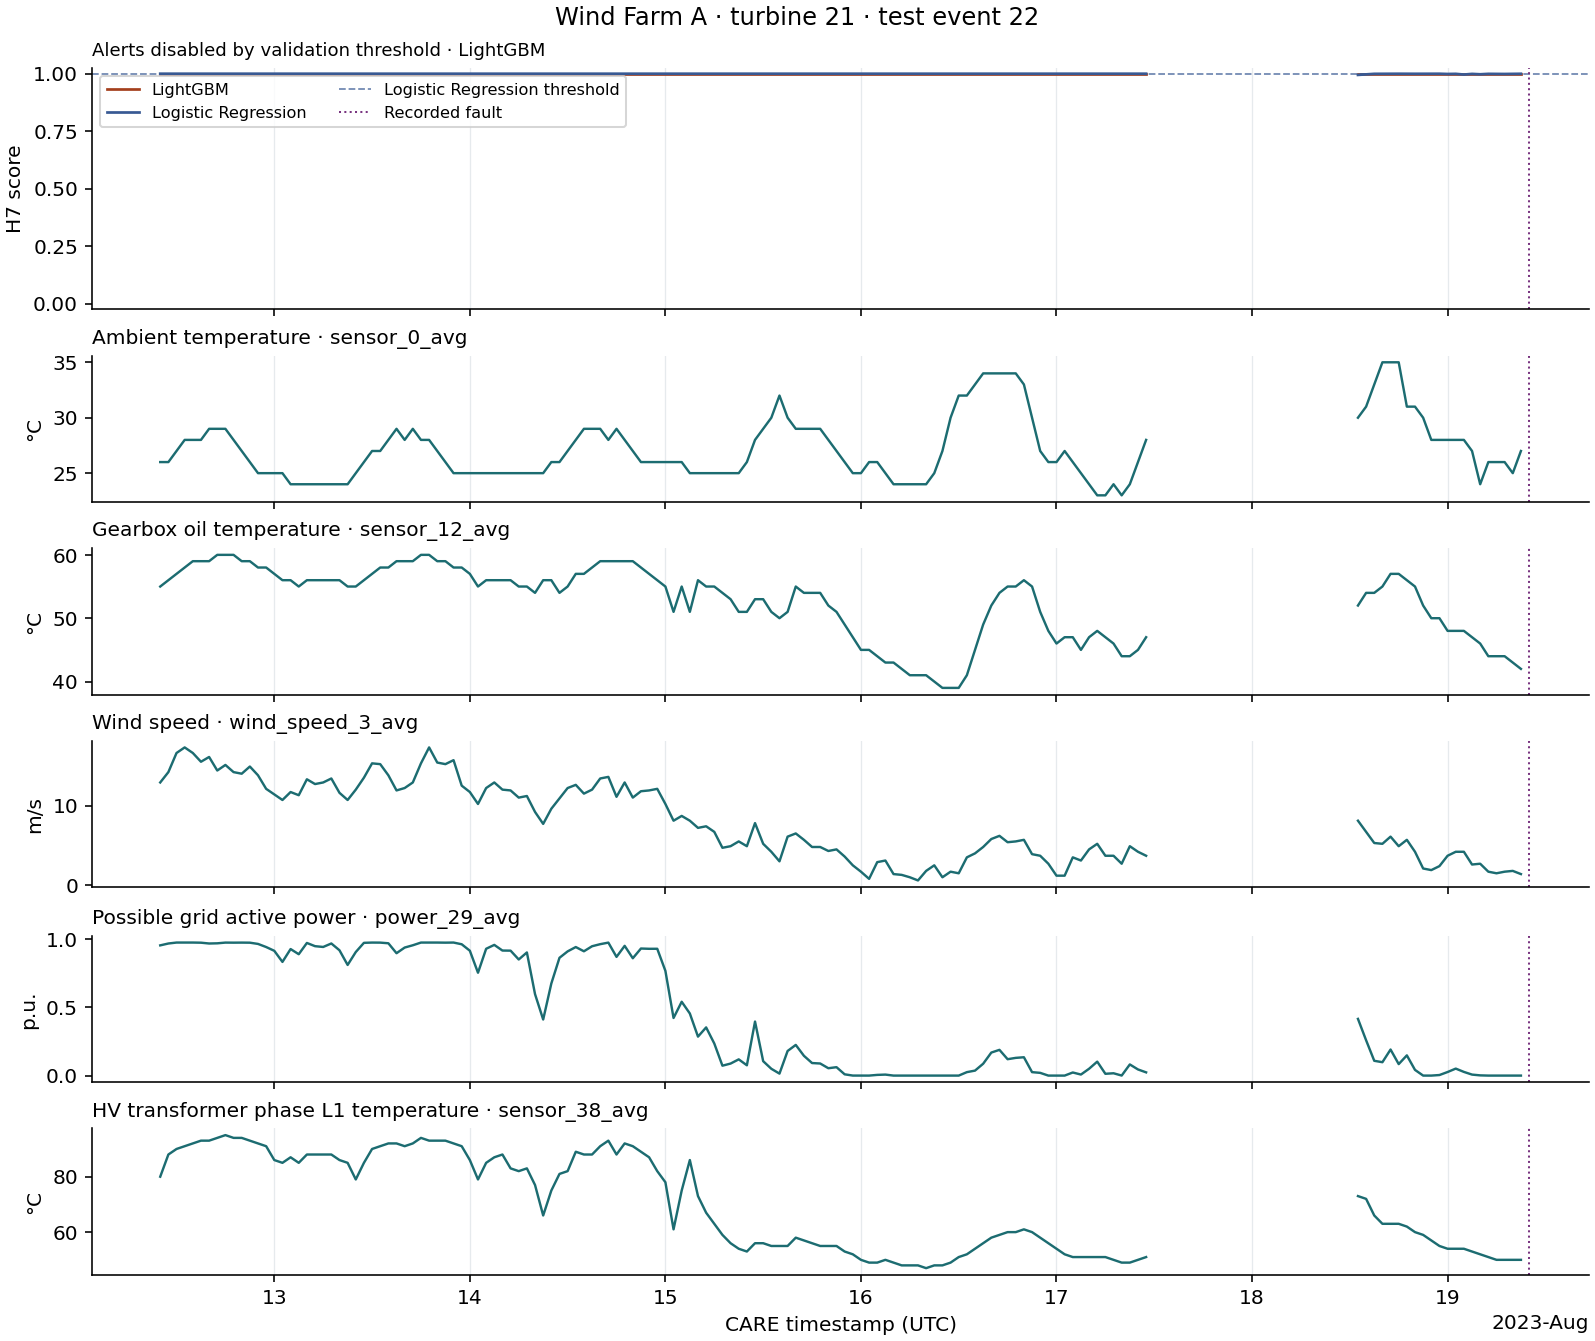 Wind Farm A · turbine 21 · test event 22
Alerts disabled by validation threshold · LightGBM
1.00
0.75
0.50
0.25
0.00
H7 score
LightGBM
Logistic Regression
Logistic Regression threshold
Recorded fault
Ambient temperature · sensor_0_avg
35
30
25
°C
Gearbox oil temperature · sensor_12_avg
60
50
40
°C
Wind speed · wind_speed_3_avg
10
0
m/s
Possible grid active power · power_29_avg
1.0
0.5
0.0
p.u.
HV transformer phase L1 temperature · sensor_38_avg
80
60
°C
13 14 15 16 17 18 19
CARE timestamp (UTC)
2023-Aug